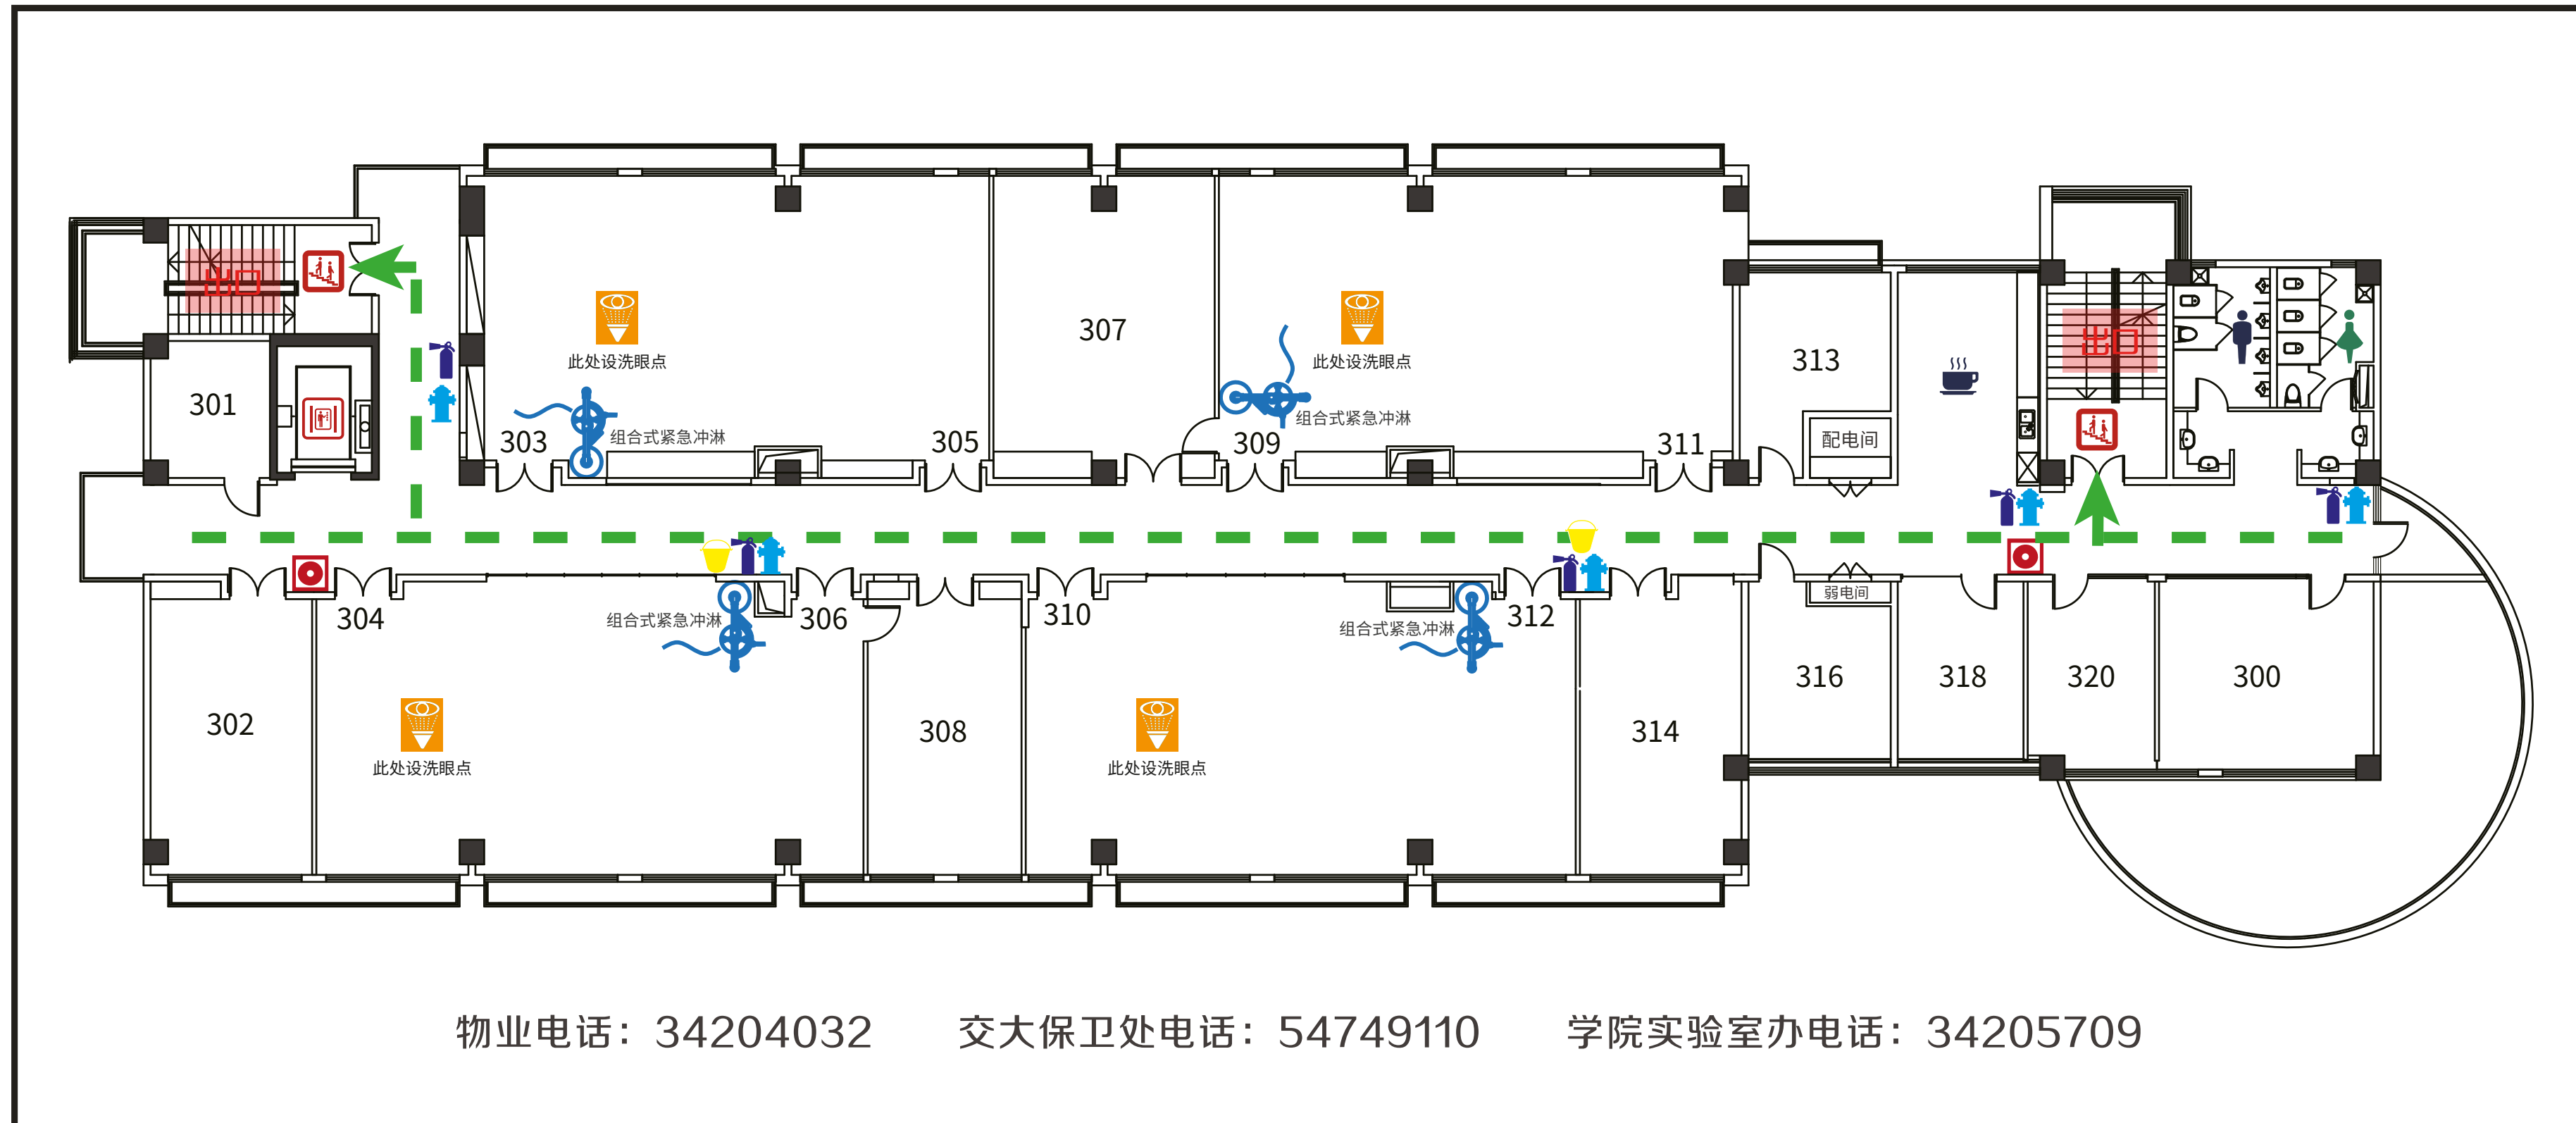 出口
出口
307
此处设洗眼点
此处设洗眼点
313
301
组合式紧急冲淋
组合式紧急冲淋
303
305
309
311
配电间
弱电间
304
组合式紧急冲淋
306
310
组合式紧急冲淋
312
316
318
320
300
302
308
314
此处设洗眼点
此处设洗眼点
物业电话：34204032 交大保卫处电话：54749110 学院实验室办电话：34205709